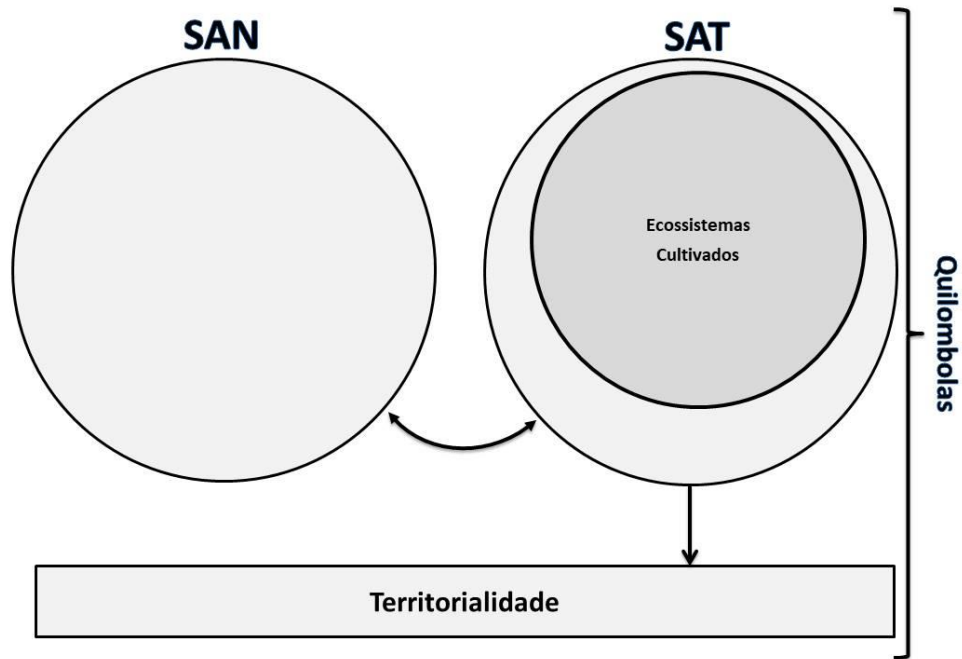 SAN
SAT
Ecossistemas
Cultivados
Quilombolas
Territorialidade